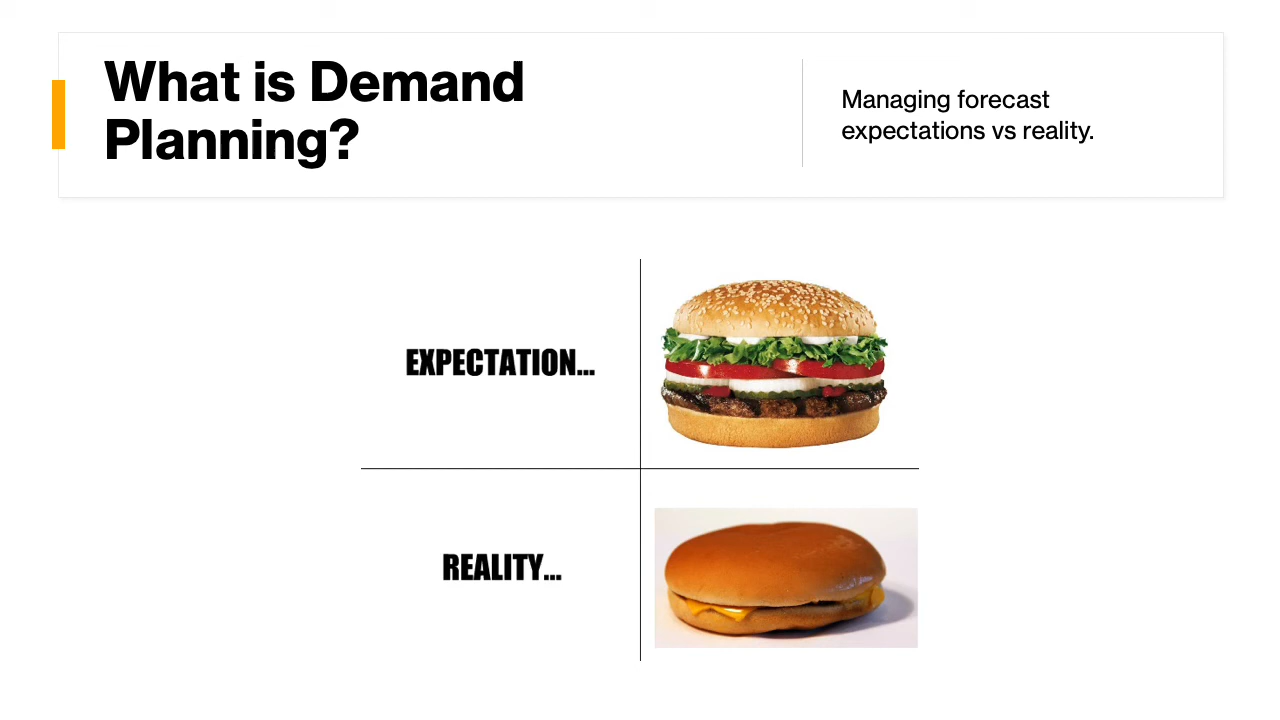 What is Demand
Planning?
Managing forecast
expectations vs reality.
EXPECTATION...
REALITY...